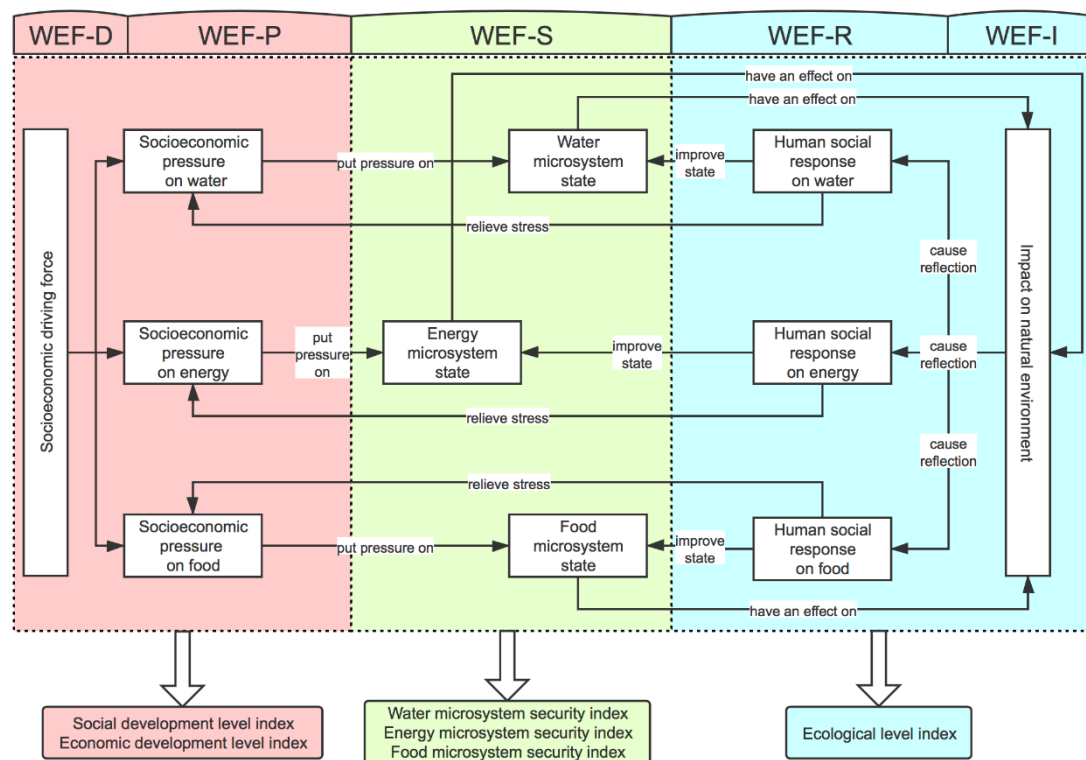 WEF-D
WEF-P
WEF-S
WEF-R
WEF-I
have an effect on
have an effect on
Socioeconomic
pressure
on water
put pressure on
Water
microsystem
state
improve
state
Human social
response
on water
relieve stress
cause
reflection
Socioeconomic driving force
Socioeconomic
pressure
on energy
put
pressure
on
Energy
microsystem
state
improve
state
Human social
response
on energy
cause
reflection
Impact on natural environment
relieve stress
cause
reflection
relieve stress
Socioeconomic
pressure
on food
put pressure on
Food
microsystem
state
improve
state
Human social
response
on food
have an effect on
Social development level index
Economic development level index
Water microsystem security index
Energy microsystem security index
Food microsystem security index
Ecological level index